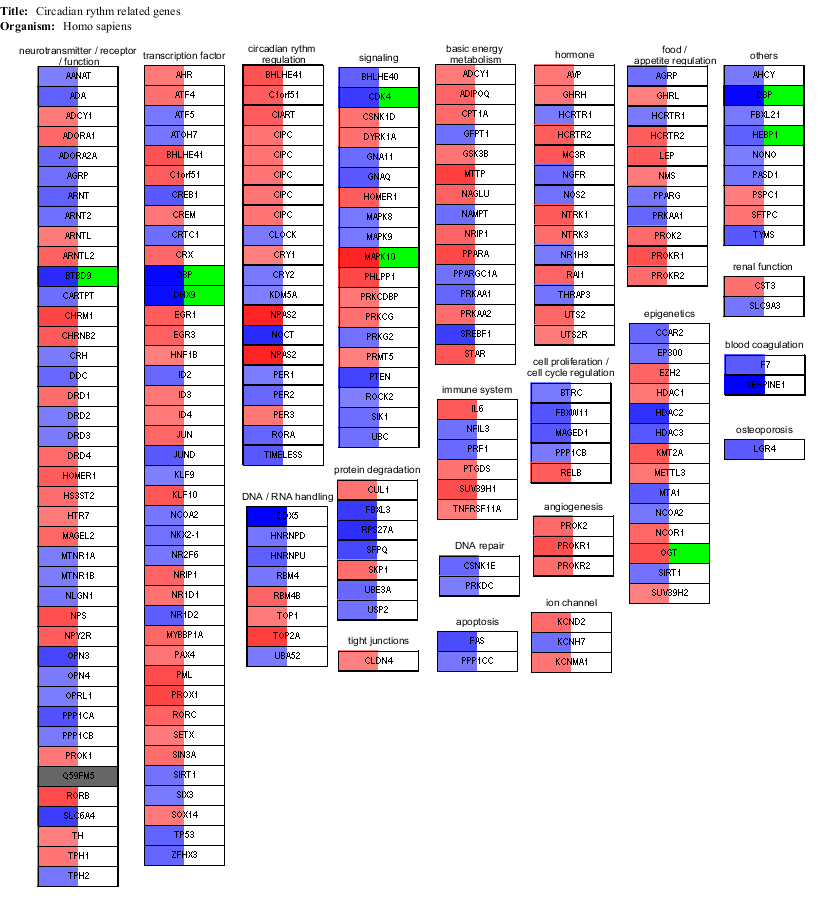 Title: Circadian rythm related genes
Organism: Homo sapiens
neurotransmitter / receptor
/ function
AANAT
ADA
ADCY1
ADORA1
ADORA2A
AGRP
ARNT
ARNT2
ARNTL
ARNTL2
BTBD9
CARTPT
CHRM1
CHRNB2
CRH
DDC
DRD1
DRD2
DRD3
DRD4
HOMER1
HS3ST2
HTR7
MAGEL2
MTNR1A
MTNR1B
NLGN1
NPS
NPY2R
OPN3
OPN4
OPRL1
PPP1CA
PPP1CB
PROK1
Q59FM5
RORB
SLC6A4
TH
TPH1
TPH2
transcription factor
AHR
ATF4
ATF5
ATOH7
BHLHE41
C1orf51
CREB1
CREM
CRTC1
CRX
DBP
DHX9
EGR1
EGR3
HNF1B
ID2
ID3
ID4
JUN
JUND
KLF9
KLF10
NCOA2
NKX2-1
NR2F6
NRIP1
NR1D1
NR1D2
MYBBP1A
PAX4
PML
PROX1
RORC
SETX
SIN3A
SIRT1
SIX3
SOX14
TP53
ZFHX3
circadian rythm
regulation
BHLHE41
C1orf51
CIART
CIPC
CIPC
CIPC
CIPC
CIPC
CLOCK
CRY1
CRY2
KDM5A
NPAS2
NOCT
NPAS2
PER1
PER2
PER3
RORA
TIMELESS
DNA / RNA handling
DDX5
HNRNPD
HNRNPU
RBM4
RBM4B
TOP1
TOP2A
UBA52
signaling
BHLHE40
CDK4
CSNK1D
DYRK1A
GNA11
GNAQ
HOMER1
MAPK8
MAPK9
MAPK10
PHLPP1
PRKCDBP
PRKCG
PRKG2
PRMT5
PTEN
ROCK2
SIK1
UBC
protein degradation
CUL1
FBXL3
RPS27A
SFPQ
SKP1
UBE3A
USP2
tight junctions
CLDN4
basic energy
metabolism
ADCY1
ADIPOQ
CPT1A
GFPT1
GSK3B
MTTP
NAGLU
NAMPT
NRIP1
PPARA
PPARGC1A
PRKAA1
PRKAA2
SREBF1
STAR
immune system
IL6
NFIL3
PRF1
PTGDS
SUV39H1
TNFRSF11A
DNA repair
CSNK1E
PRKDC
apoptosis
FAS
PPP1CC
hormone
AVP
GHRH
HCRTR1
HCRTR2
MC3R
NGFR
NOS2
NTRK1
NTRK3
NR1H3
RAI1
THRAP3
UTS2
UTS2R
cell proliferation /
cell cycle regulation
BTRC
FBXW11
MAGED1
PPP1CB
RELB
angiogenesis
PROK2
PROKR1
PROKR2
ion channel
KCND2
KCNH7
KCNMA1
food /
appetite regulation
AGRP
GHRL
HCRTR1
HCRTR2
LEP
NMS
PPARG
PRKAA1
PROK2
PROKR1
PROKR2
epigenetics
CCAR2
EP300
EZH2
HDAC1
HDAC2
HDAC3
KMT2A
METTL3
MTA1
NCOA2
NCOR1
OGT
SIRT1
SUV39H2
others
AHCY
DBP
FBXL21
HEBP1
NONO
PASD1
PSPC1
SFTPC
TYMS
renal function
CST3
SLC9A3
blood coagulation
F7
SERPINE1
osteoporosis
LGR4